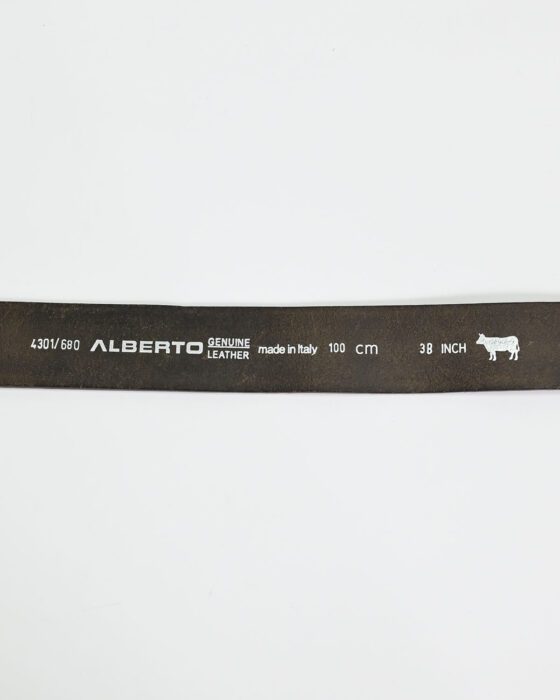 4301/680 ALBERTO GENUINE
LEATHER made in Italy 100 cm 38 INCH